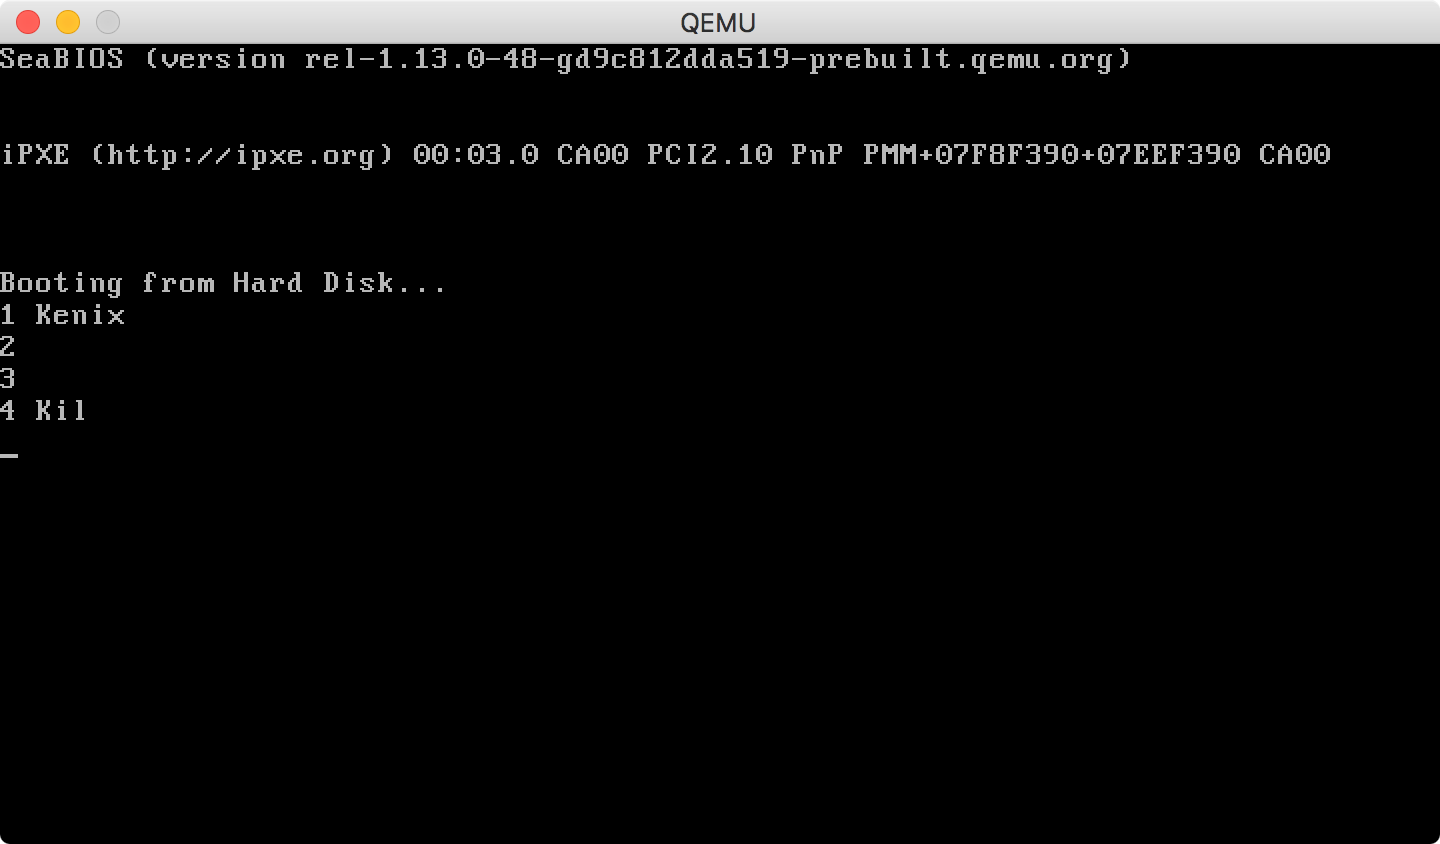 QEMU
SeaBIOS (version rel-1.13.0-48-gd9c812dda519-prebuilt.qemu.org)
iPXE (http://ipxe.org) 00:03.0 CA00 PCI2.10 PnP PMM+07F8F390+07EEF390 CA00
Booting from Hard Disk...
1 Kenix
2
3
4 Kil
_